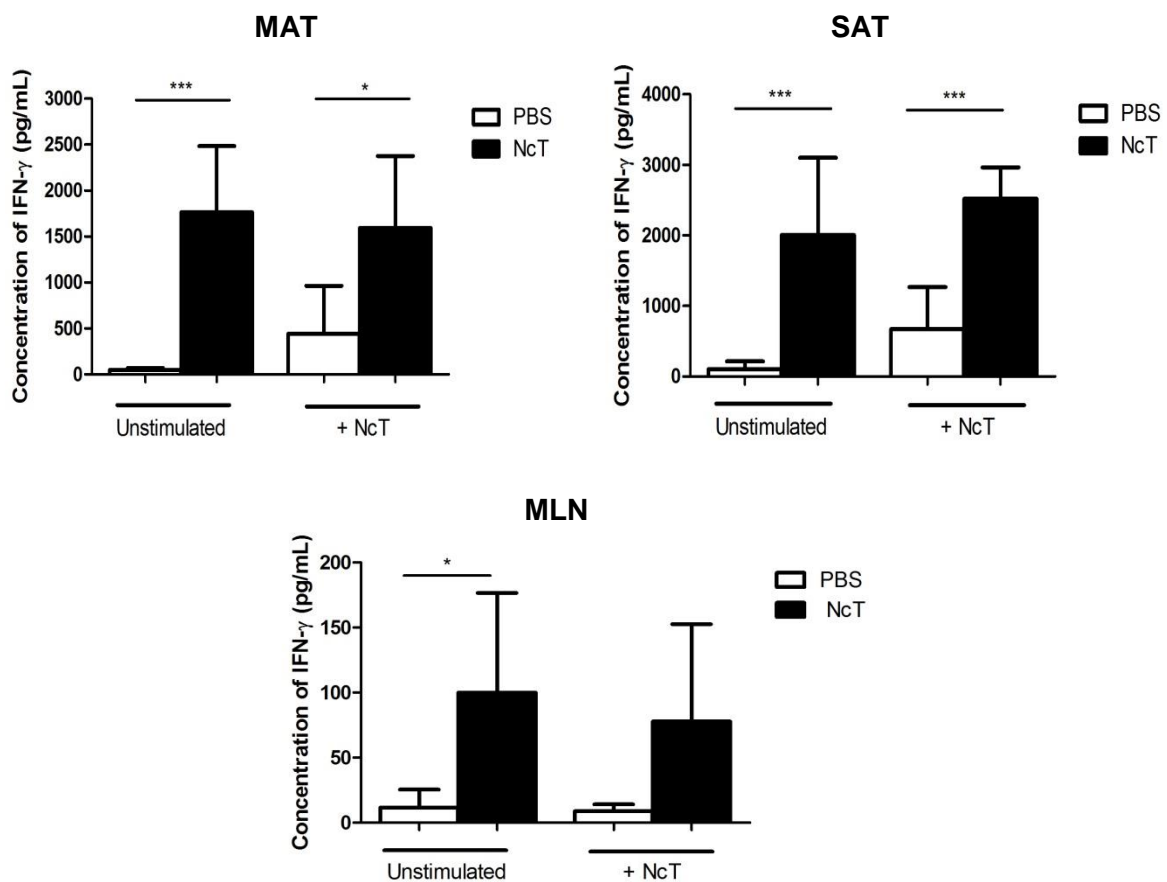 MAT
Concentration of IFN-γ (pg/mL)
3000
2500
2000
1500
1000
500
0
***
*
PBS
NcT
Unstimulated
+ NcT
SAT
Concentration of IFN-γ (pg/mL)
4000
3000
2000
1000
0
***
***
PBS
NcT
Unstimulated
+ NcT
MLN
Concentration of IFN-γ (pg/mL)
200
150
100
50
0
*
PBS
NcT
Unstimulated
+ NcT